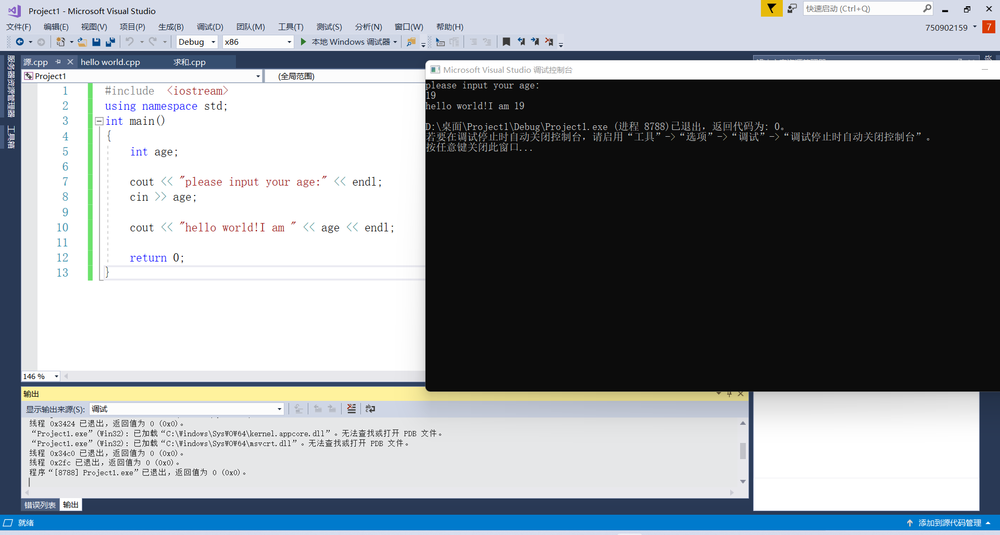 Project1 - Microsoft Visual Studio
快速启动 (Ctrl+Q)
文件(F) 编辑(E) 视图(V) 项目(P) 生成(B) 调试(D) 团队(M) 工具(T) 测试(S) 分析(N) 窗口(W) 帮助(H)
750902159 7
Debug x86 本地 Windows 调试器
服务器资源管理器
工具箱
源.cpp hello world.cpp 求和.cpp
Project1 (全局范围)
1 #include  <iostream>
2 using namespace std;
3 int main()
4 {
5 int age;
6
7 cout << "please input your age:" << endl;
8 cin >> age;
9
10 cout << "hello world!I am " << age << endl;
11
12 return 0;
13 }
146 %
Microsoft Visual Studio 调试控制台
please input your age:
19
hello world!I am 19
D:\桌面\Project1\Debug\Project1.exe (进程 8788)已退出，返回代码为: 0。
若要在调试停止时自动关闭控制台，请启用“工具”->“选项”->“调试”->“调试停止时自动关闭控制台”。
按任意键关闭此窗口...
输出
显示输出来源(S): 调试
线程 0x3424 已退出，返回值为 0 (0x0)。
“Project1.exe”(Win32): 已加载“C:\Windows\SysWOW64\kernel.appcore.dll”。无法查找或打开 PDB 文件。
“Project1.exe”(Win32): 已加载“C:\Windows\SysWOW64\msvcrt.dll”。无法查找或打开 PDB 文件。
线程 0x34c0 已退出，返回值为 0 (0x0)。
线程 0x2fc 已退出，返回值为 0 (0x0)。
程序“[8788] Project1.exe”已退出，返回值为 0 (0x0)。
错误列表 输出
就绪
添加到源代码管理